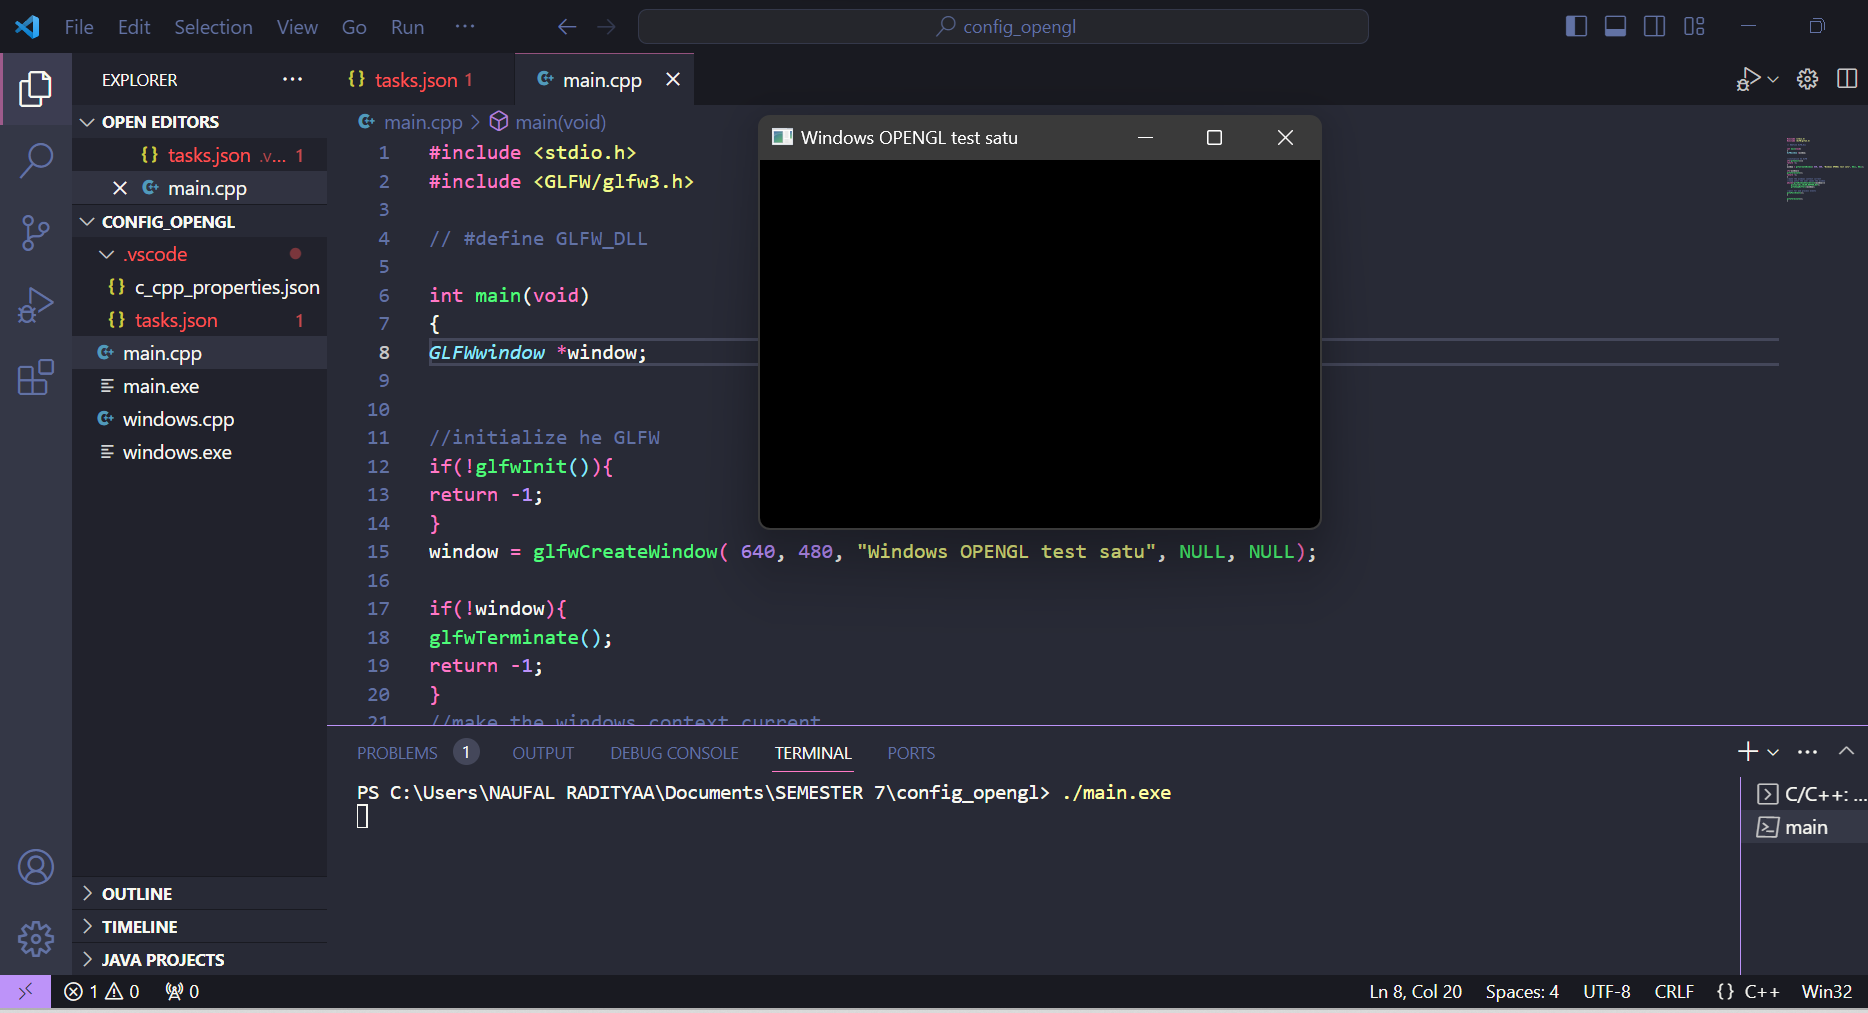 File Edit Selection View Go Run ··· config_opengl
EXPLORER ···
OPEN EDITORS
{} tasks.json .v... 1
main.cpp
CONFIG_OPENGL
.vscode
{} c_cpp_properties.json
{} tasks.json 1
main.cpp
main.exe
windows.cpp
windows.exe
OUTLINE
TIMELINE
JAVA PROJECTS
{} tasks.json 1 main.cpp
main.cpp > main(void)
1 #include <stdio.h>
2 #include <GLFW/glfw3.h>
3
4 // #define GLFW_DLL
5
6 int main(void)
7 {
8 GLFWwindow *window;
9
10
11 //initialize he GLFW
12 if(!glfwInit()){
13 return -1;
14 }
15 window = glfwCreateWindow( 640, 480, "Windows OPENGL test satu", NULL, NULL);
16
17 if(!window){
18 glfwTerminate();
19 return -1;
20 }
21 //make the windows context current
Windows OPENGL test satu
PROBLEMS 1 OUTPUT DEBUG CONSOLE TERMINAL PORTS
PS C:\Users\NAUFAL RADITYAA\Documents\SEMESTER 7\config_opengl> ./main.exe
C/C++: ...
main
1 0 0 Ln 8, Col 20 Spaces: 4 UTF-8 CRLF {} C++ Win32